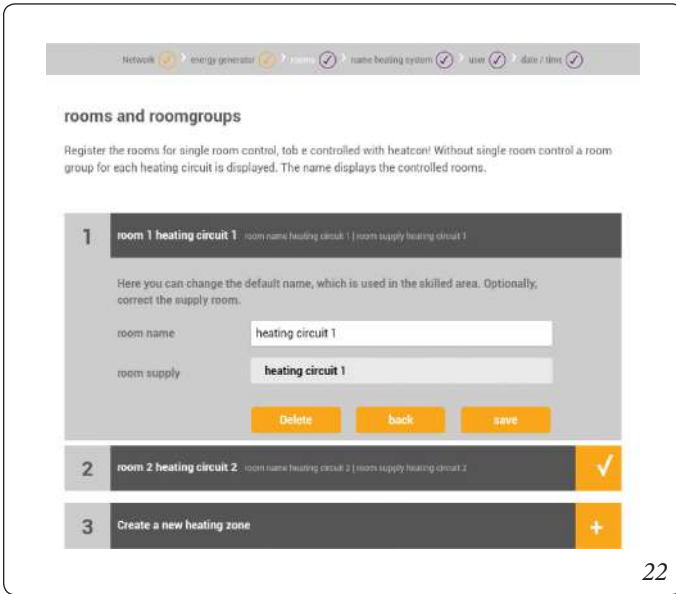 Network energy generator rooms name heating system user date / time
rooms and roomgroups
Register the rooms for single room control, tob e controlled with heatcon! Without single room control a room
group for each heating circuit is displayed. The name displays the controlled rooms.
1 room 1 heating circuit 1 room name heating circuit 1 | room supply heating circuit 1
Here you can change the default name, which is used in the skilled area. Optionally,
correct the supply room.
room name heating circuit 1
room supply heating circuit 1
Delete back save
2 room 2 heating circuit 2 room name heating circuit 2 | room supply heating circuit 2
3 Create a new heating zone +
22